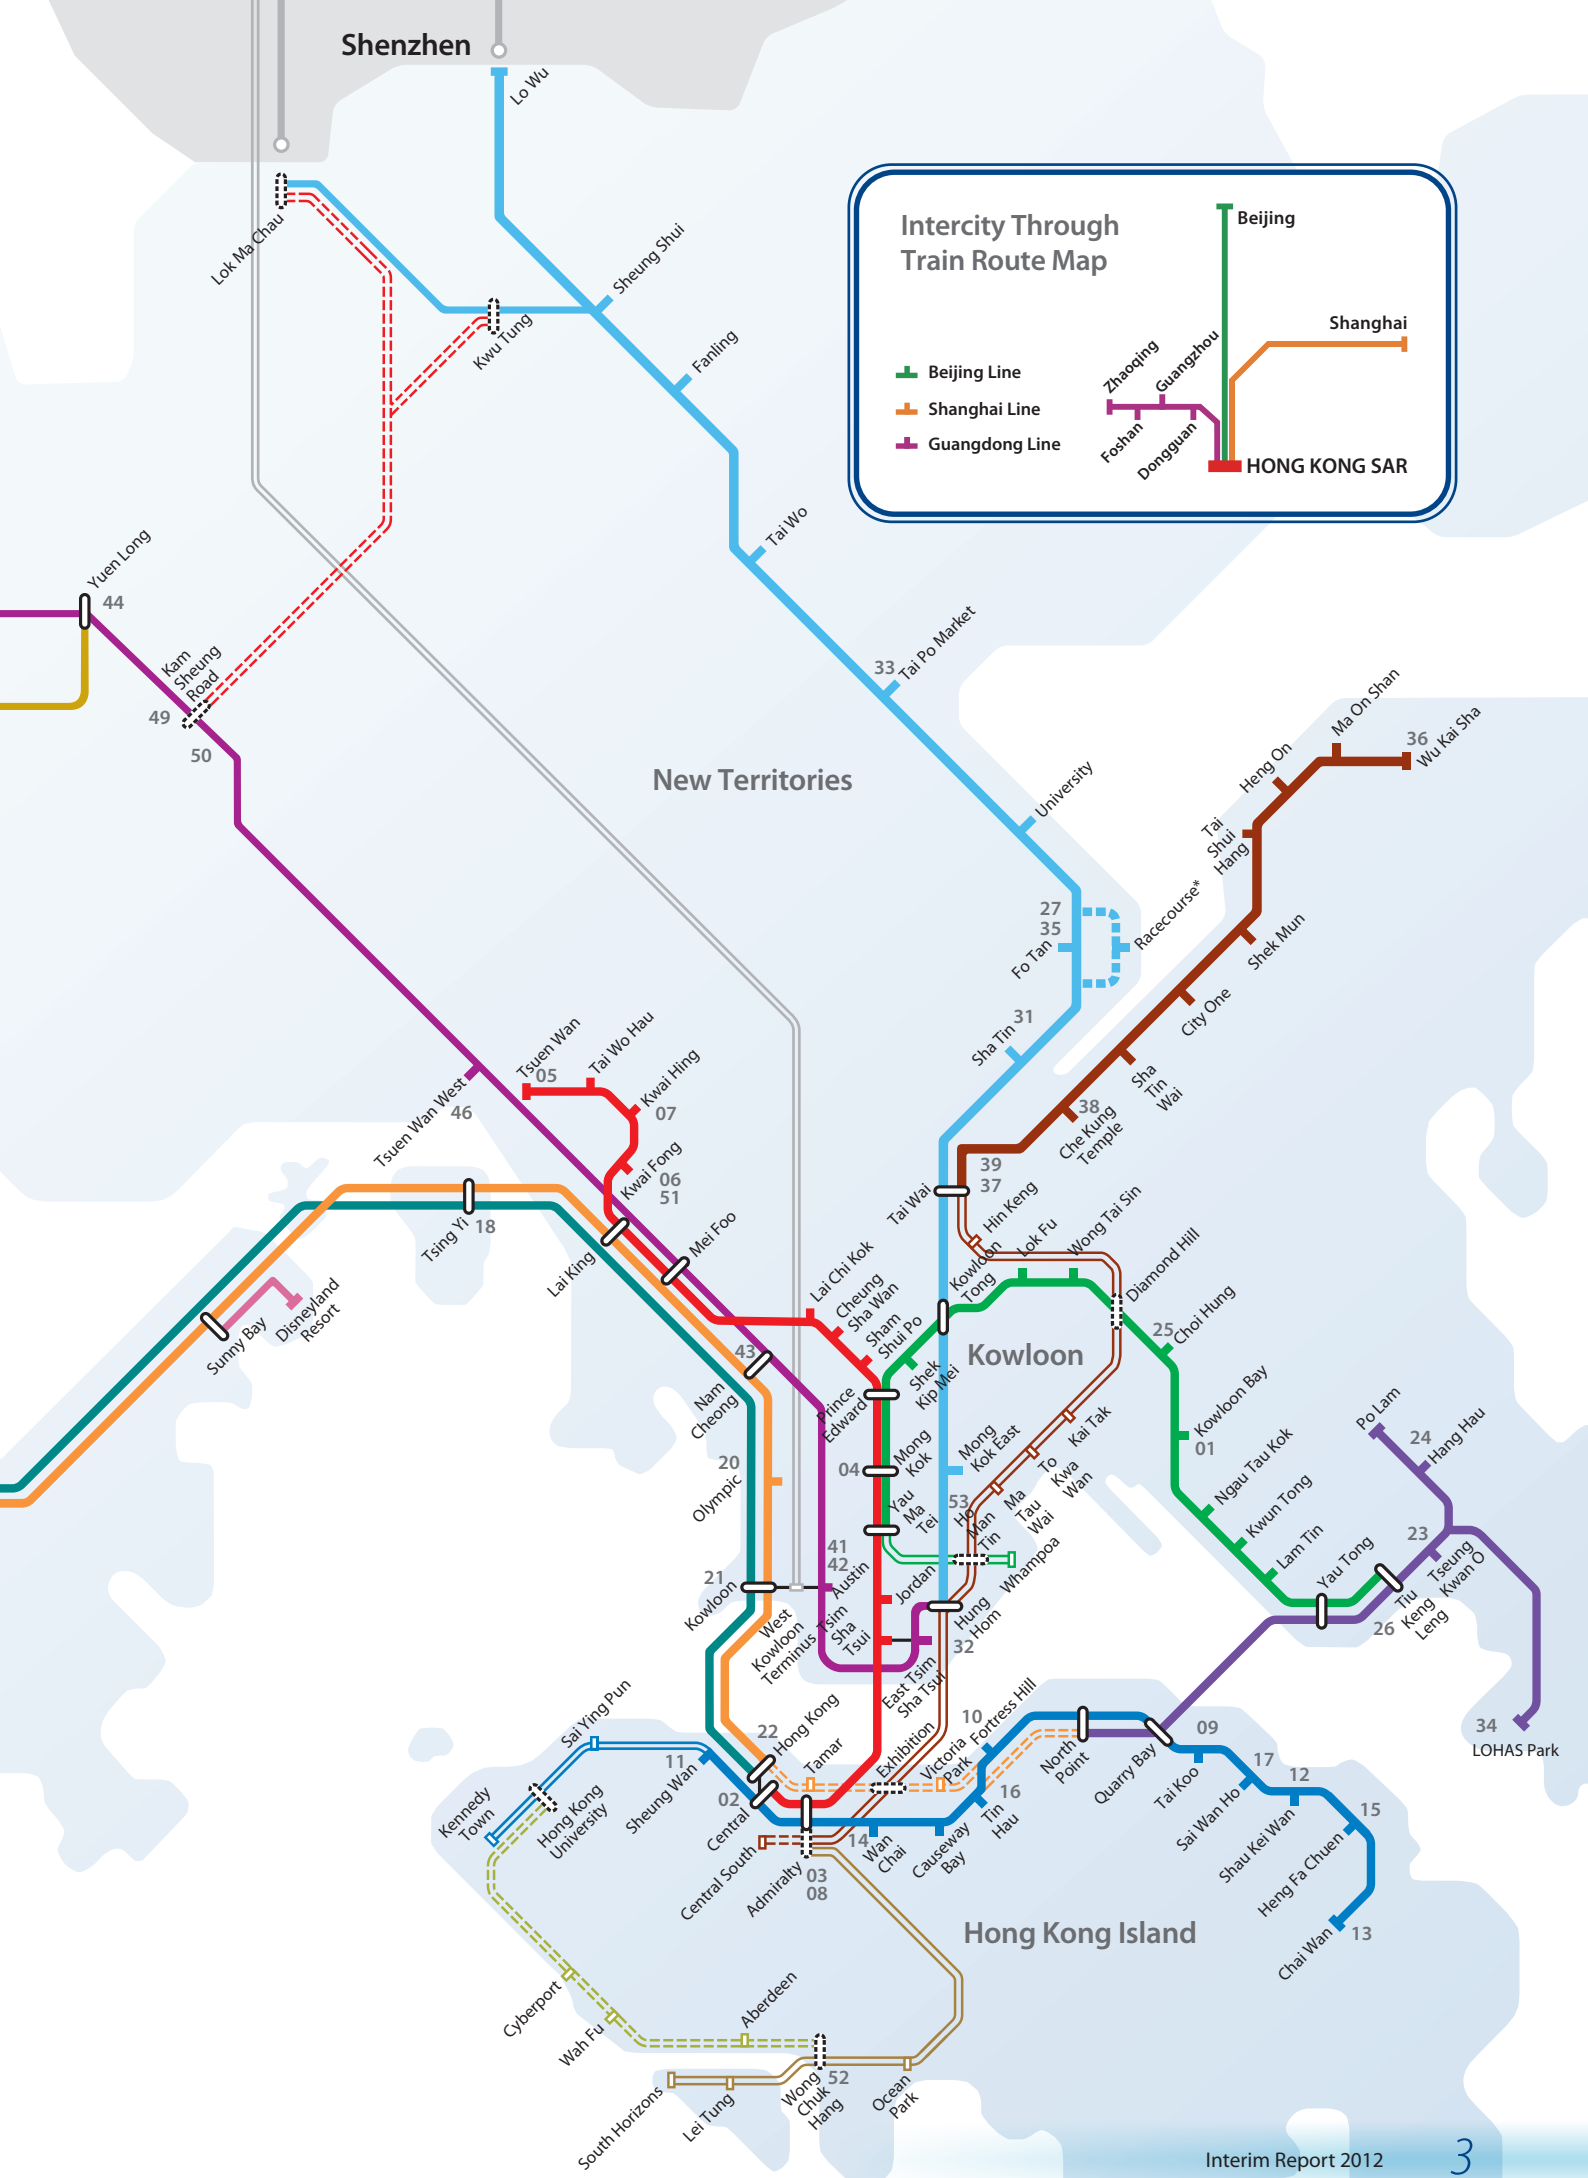 Shenzhen
Lo Wu
Lok Ma Chau
Sheung Shui
Kwu Tung
Fanling
Intercity Through
Train Route Map
Beijing
Shanghai
Beijing Line
Shanghai Line
Guangdong Line
Zhaoqing
Guangzhou
Foshan
Dongguan
HONG KONG SAR
Tai Wo
Yuen Long
44
Kam
Sheung
Road
49
50
33
Tai Po Market
New Territories
University
Ma On Shan
36
Wu Kai Sha
Heng On
Tai
Shui
Hang
27
35
Fo Tan
Racecourse*
Shek Mun
City One
Sha Tin
31
Sha
Tin
Wai
38
Che Kung
Temple
Tsuen Wan
05
Tai Wo Hau
Kwai Hing
07
Tsuen Wan West
46
Kwai Fong
06
51
39
37
Tai Wai
Hin Keng
Tsing Yi
18
Lai King
Mei Foo
Lai Chi Kok
Cheung
Sha Wan
Sham
Shui Po
Kowloon
Tong
Lok Fu
Wong Tai Sin
Diamond Hill
Sunny Bay
Disneyland
Resort
43
Nam
Cheong
Prince
Edward
Shek
Kip Mei
Kowloon
25
Choi Hung
Kowloon Bay
01
Po Lam
24
Hang Hau
20
Olympic
04
Mong
Kok
Mong
Kok East
Kai Tak
To
Kwa
Wan
Ma
Tau
Wai
Ngau Tau Kok
Kwun Tong
Lam Tin
Yau Tong
23
Tseung
Kwan O
Tiu
Keng
Leng
26
Yau
Ma
Tei
53
Ho
Man
Tin
Whampoa
41
42
Austin
Jordan
21
Kowloon
West
Kowloon
Terminus
Tsim
Sha
Tsui
Hung
Hom
32
East Tsim
Sha Tsui
34
LOHAS Park
Sai Ying Pun
22
Hong Kong
Tamar
Exhibition
Victoria
Park
10
Fortress Hill
North
Point
Quarry Bay
09
Tai Koo
17
Sai Wan Ho
12
Shau Kei Wan
15
Heng Fa Chuen
Chai Wan
13
11
Sheung Wan
Kennedy
Town
Hong Kong
University
02
Central
Central South
Admiralty
03
08
14
Wan
Chai
Causeway
Bay
16
Tin
Hau
Hong Kong Island
Cyberport
Wah Fu
Aberdeen
52
Wong
Chuk
Hang
Ocean
Park
South Horizons
Lei Tung
Interim Report 2012
3